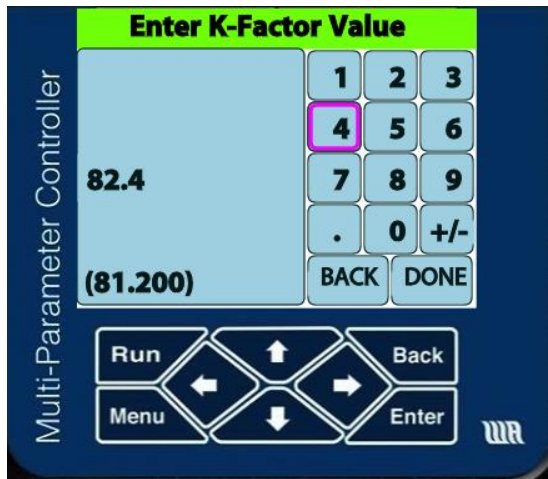 Enter K-Factor Value
1 2 3
4 5 6
82.4
7 8 9
. 0 +/-
(81.200)
BACK DONE
Multi-Parameter Controller
Run
Back
Menu
Enter